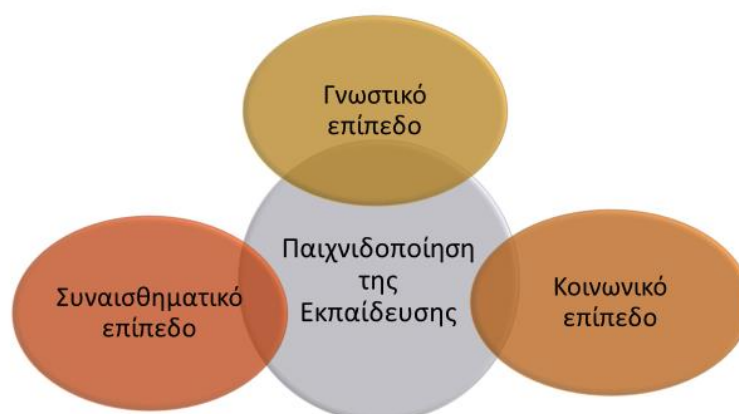 Γνωστικό
επίπεδο
Παιχνιδοποίηση
της
Εκπαίδευσης
Συναισθηματικό
επίπεδο
Κοινωνικό
επίπεδο